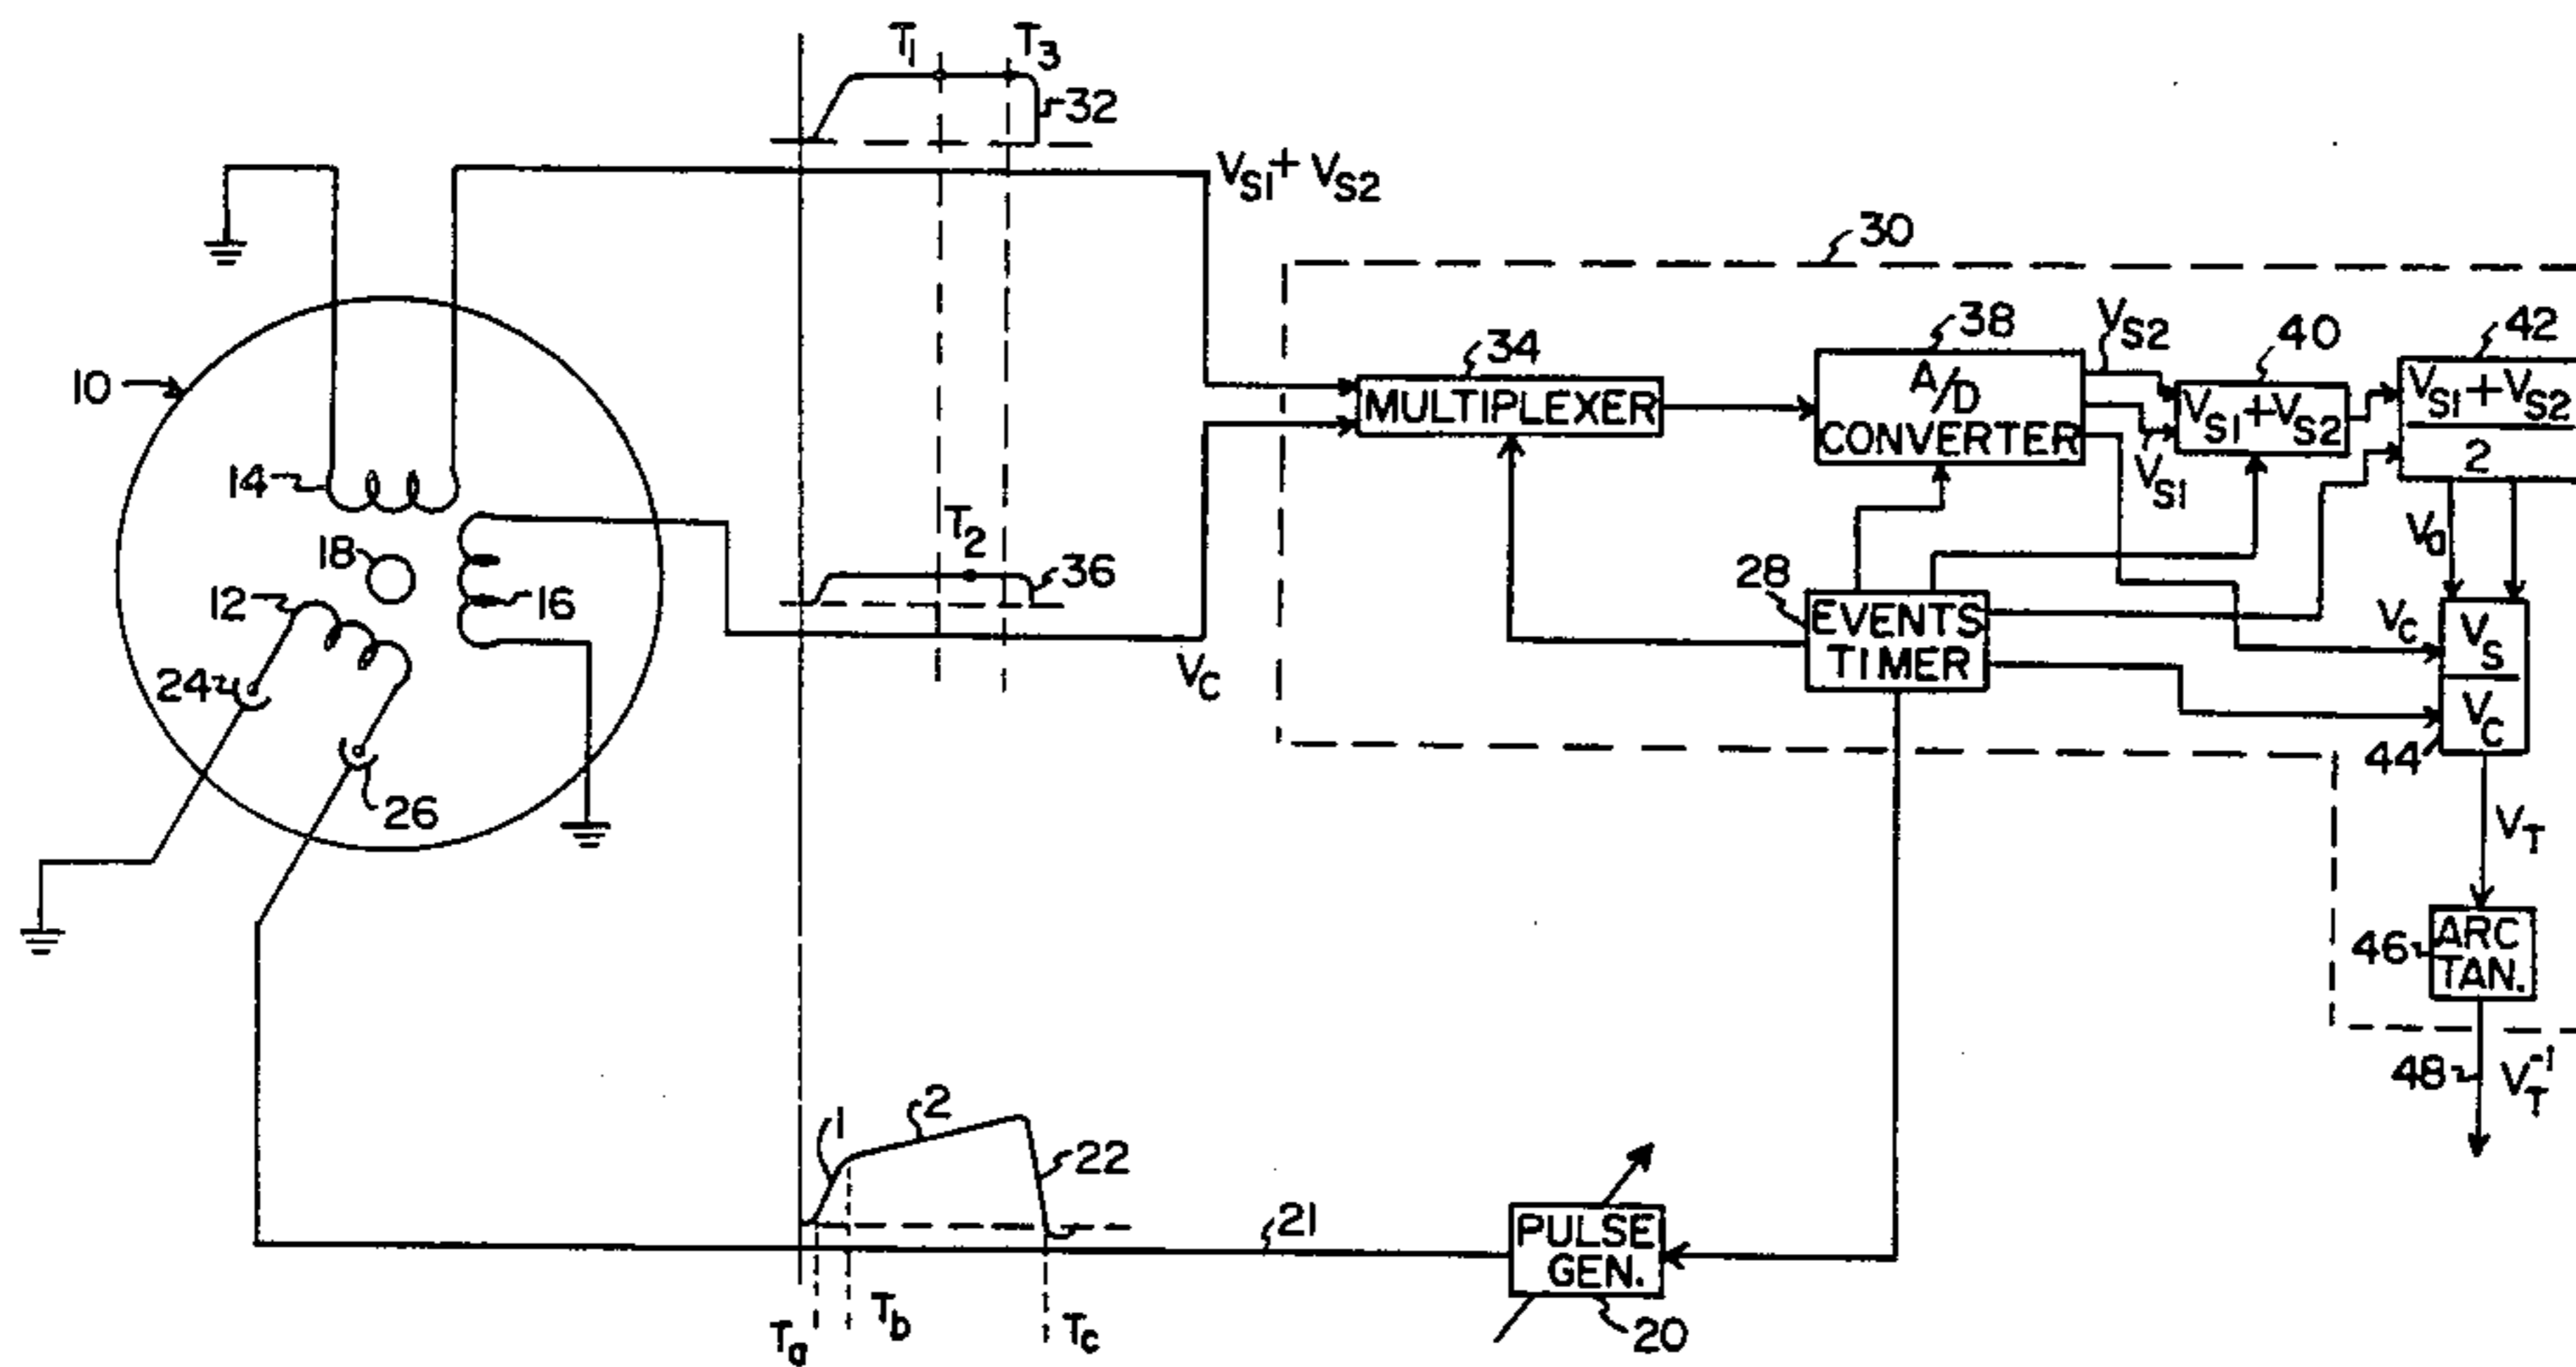 T1
T3
32
VS1 + VS2
30
10
14
18
12
16
24
26
T2
36
VC
34
MULTIPLEXER
38
A/D
CONVERTER
VS2
VS1
40
VS1 + VS2
42
VS1 + VS2
2
28
EVENTS
TIMER
VC
VS
VC
44
VT
46
ARC
TAN.
48
VT-1
1
2
22
21
PULSE
GEN.
20
Ta
Tb
Tc